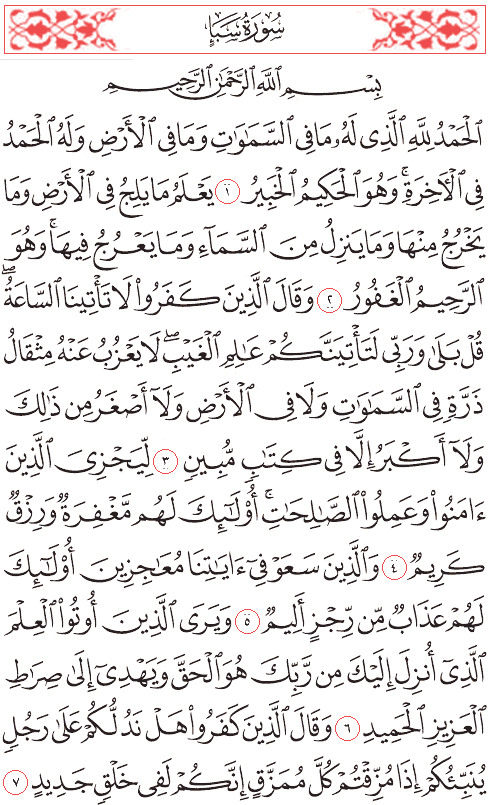 سُورَةُ سَبَإٍ
بِسْمِ ٱللَّهِ ٱلرَّحْمَٰنِ ٱلرَّحِيمِ
ٱلْحَمْدُ لِلَّهِ ٱلَّذِى لَهُۥ مَا فِى ٱلسَّمَٰوَٰتِ وَمَا فِى ٱلْأَرْضِ وَلَهُ ٱلْحَمْدُ
فِى ٱلْءَاخِرَةِ ۚ وَهُوَ ٱلْحَكِيمُ ٱلْخَبِيرُ ١ يَعْلَمُ مَا يَلِجُ فِى ٱلْأَرْضِ وَمَا
يَخْرُجُ مِنْهَا وَمَا يَنزِلُ مِنَ ٱلسَّمَآءِ وَمَا يَعْرُجُ فِيهَا ۚ وَهُوَ
ٱلرَّحِيمُ ٱلْغَفُورُ ٢ وَقَالَ ٱلَّذِينَ كَفَرُوا۟ لَا تَأْتِينَا ٱلسَّاعَةُ ۖ
قُلْ بَلَىٰ وَرَبِّى لَتَأْتِيَنَّكُمْ عَٰلِمِ ٱلْغَيْبِ ۖ لَا يَعْزُبُ عَنْهُ مِثْقَالُ
ذَرَّةٍ فِى ٱلسَّمَٰوَٰتِ وَلَا فِى ٱلْأَرْضِ وَلَآ أَصْغَرُ مِن ذَٰلِكَ
وَلَآ أَكْبَرُ إِلَّا فِى كِتَٰبٍ مُّبِينٍ ٣ لِّيَجْزِىَ ٱلَّذِينَ
ءَامَنُوا۟ وَعَمِلُوا۟ ٱلصَّٰلِحَٰتِ ۚ أُو۟لَٰٓئِكَ لَهُم مَّغْفِرَةٌ وَرِزْقٌ
كَرِيمٌ ٤ وَٱلَّذِينَ سَعَوْ فِىٓ ءَايَٰتِنَا مُعَٰجِزِينَ أُو۟لَٰٓئِكَ
لَهُمْ عَذَابٌ مِّن رِّجْزٍ أَلِيمٌ ٥ وَيَرَى ٱلَّذِينَ أُوتُوا۟ ٱلْعِلْمَ
ٱلَّذِىٓ أُنزِلَ إِلَيْكَ مِن رَّبِّكَ هُوَ ٱلْحَقَّ وَيَهْدِىٓ إِلَىٰ صِرَٰطِ
ٱلْعَزِيزِ ٱلْحَمِيدِ ٦ وَقَالَ ٱلَّذِينَ كَفَرُوا۟ هَلْ نَدُلُّكُمْ عَلَىٰ رَجُلٍ
يُنَبِّئُكُمْ إِذَا مُزِّقْتُمْ كُلَّ مُمَزَّقٍ إِنَّكُمْ لَفِى خَلْقٍ جَدِيدٍ ٧